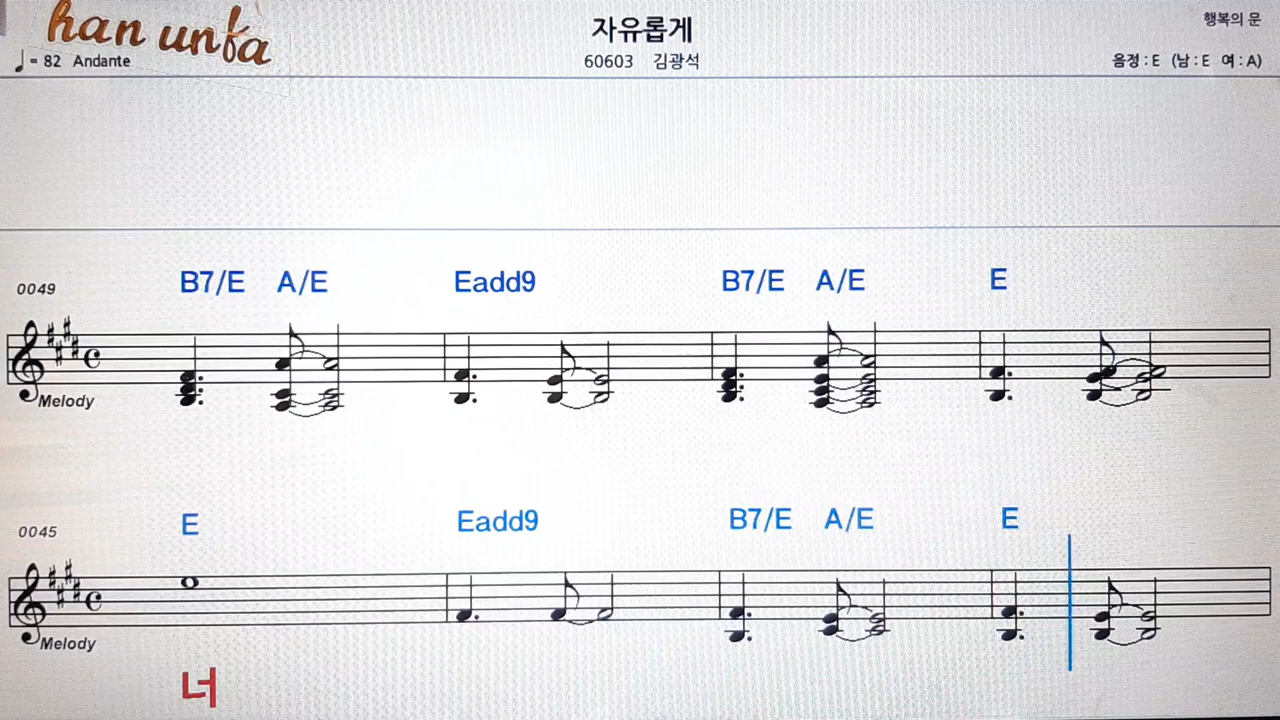 han unfa
자유롭게
행복의 문
♩= 82 Andante
60603 김광석
음정 : E (남 : E 여 : A)
B7/E A/E Eadd9 B7/E A/E E
0049
Melody
E Eadd9 B7/E A/E E
0045
Melody
너